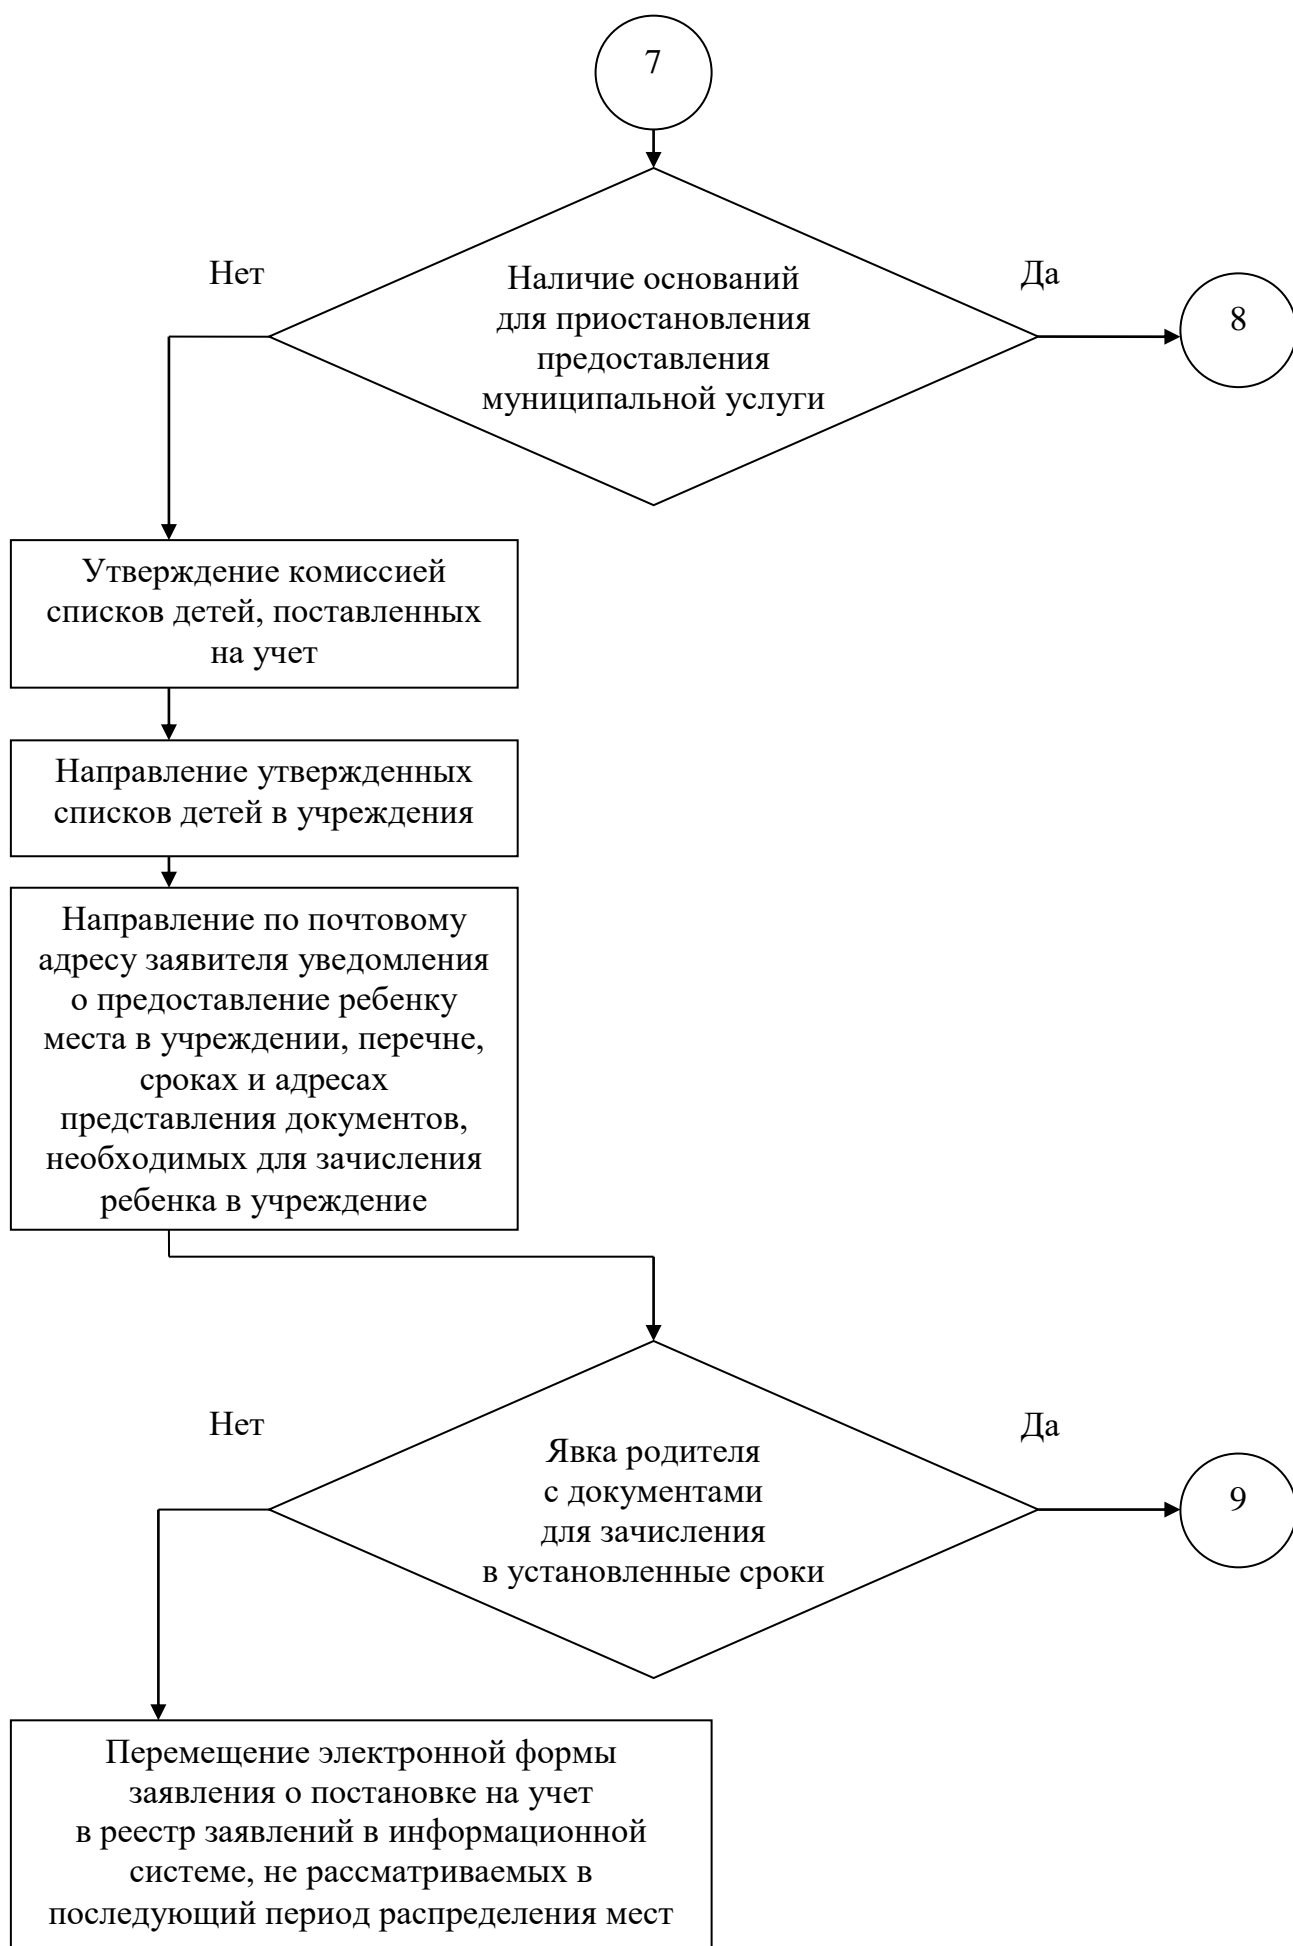 7
Нет
Да
Наличие оснований
для приостановления
предоставления
муниципальной услуги
8
Утверждение комиссией
списков детей, поставленных
на учет
Направление утвержденных
списков детей в учреждения
Направление по почтовому
адресу заявителя уведомления
о предоставление ребенку
места в учреждении, перечне,
сроках и адресах
представления документов,
необходимых для зачисления
ребенка в учреждение
Нет
Да
Явка родителя
с документами
для зачисления
в установленные сроки
9
Перемещение электронной формы
заявления о постановке на учет
в реестр заявлений в информационной
системе, не рассматриваемых в
последующий период распределения мест